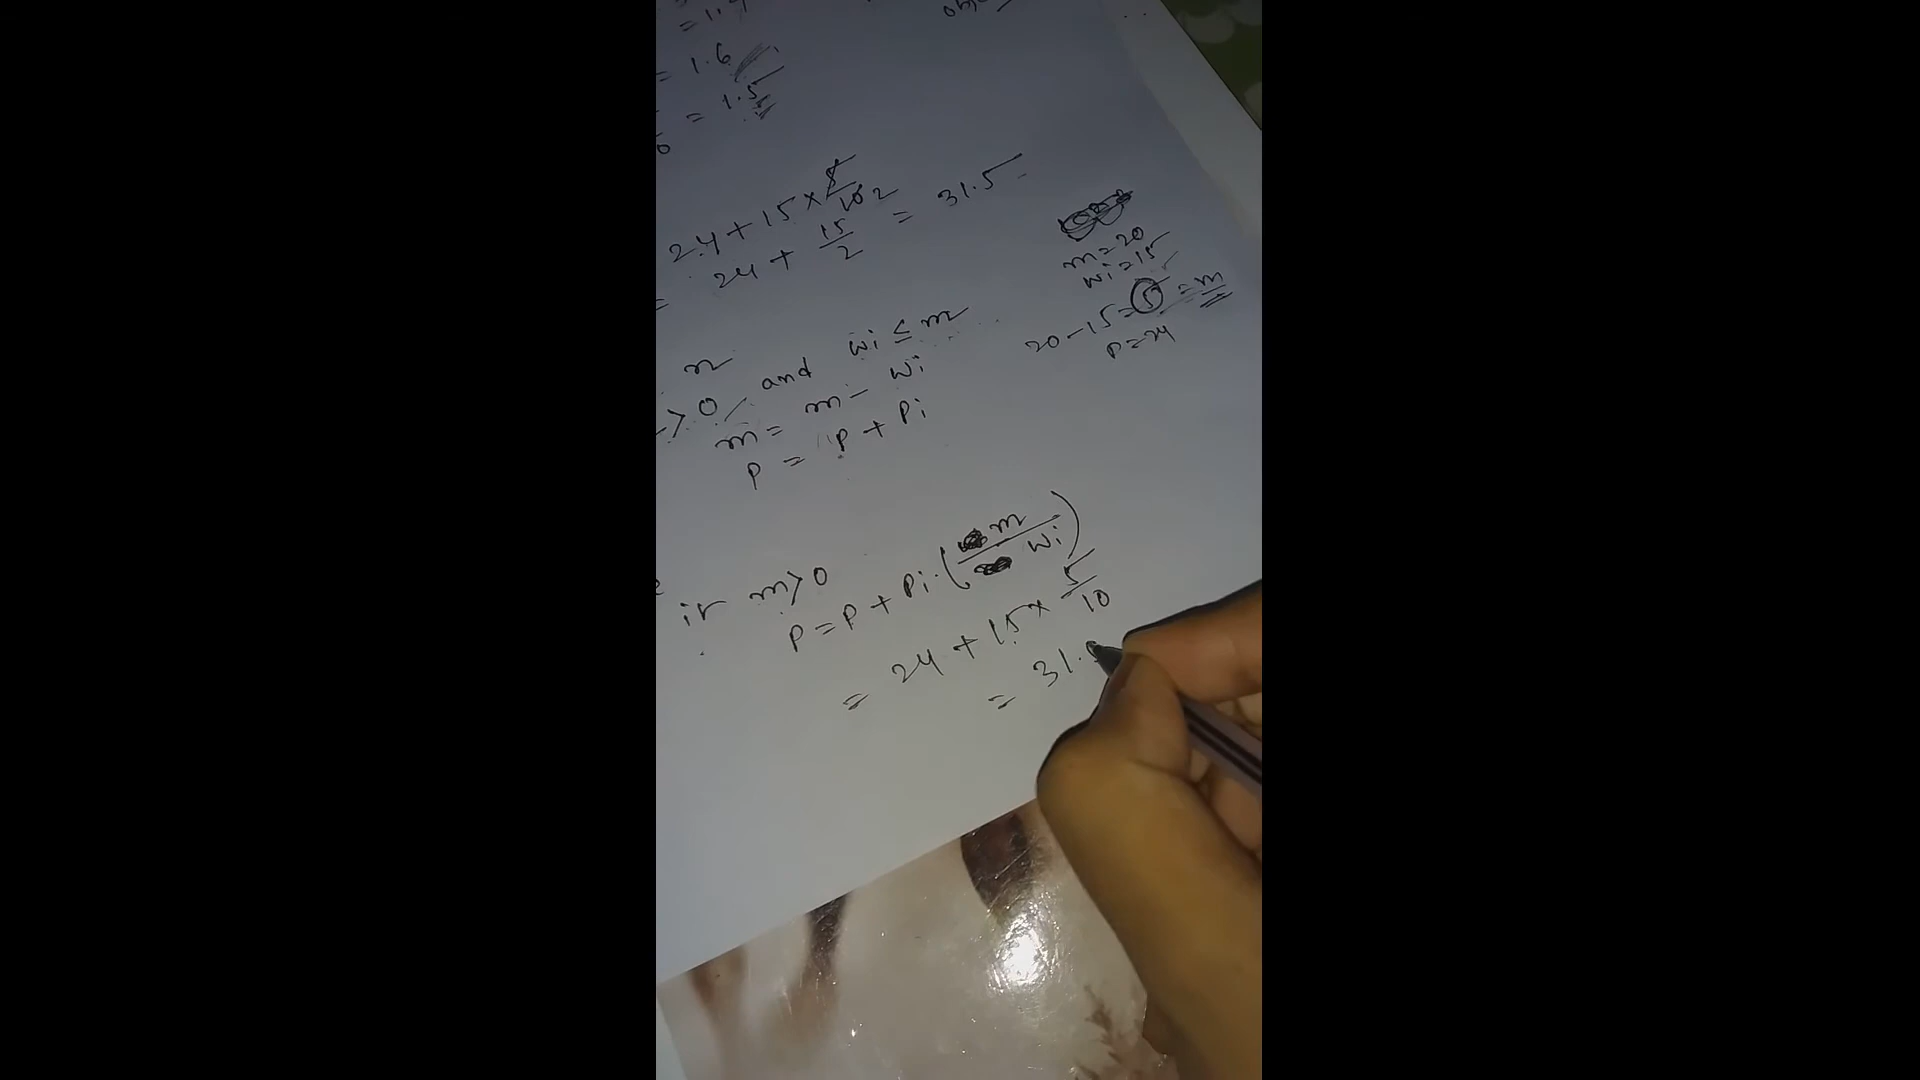 = 1.6
= 1.5
24 + 15 × 5/10 2
= 24 + 15/2 = 31.5
m = 20
wi = 15
20 - 15 = 5 = m
P = 24
n
> 0 and wi ≤ m
m = m - wi
P = P + Pi
if m > 0
P = P + Pi · (m/wi)
= 24 + 15 × 5/10
= 31.